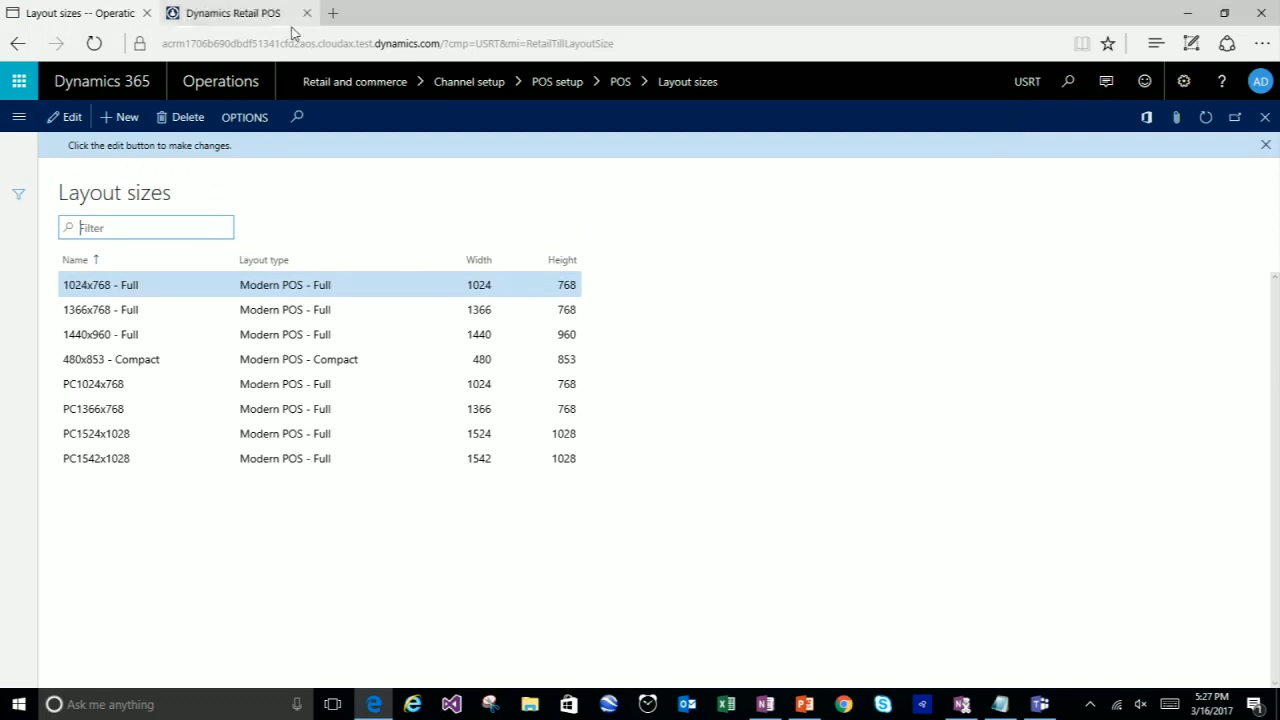 Layout sizes -- Operatic
Dynamics Retail POS
dynamics.com/?cmp=USRT&mi=RetailTillLayoutSize
Dynamics 365
Operations
Retail and commerce > Channel setup > POS setup > POS > Layout sizes
USRT
AD
Edit
New
Delete
OPTIONS
Click the edit button to make changes.
Layout sizes
Filter
Name Layout type Width Height
1024x768 - Full Modern POS - Full 1024 768
1366x768 - Full Modern POS - Full 1366 768
1440x960 - Full Modern POS - Full 1440 960
480x853 - Compact Modern POS - Compact 480 853
PC1024x768 Modern POS - Full 1024 768
PC1366x768 Modern POS - Full 1366 768
PC1524x1028 Modern POS - Full 1524 1028
PC1542x1028 Modern POS - Full 1542 1028
Ask me anything
5:27 PM
3/16/2017